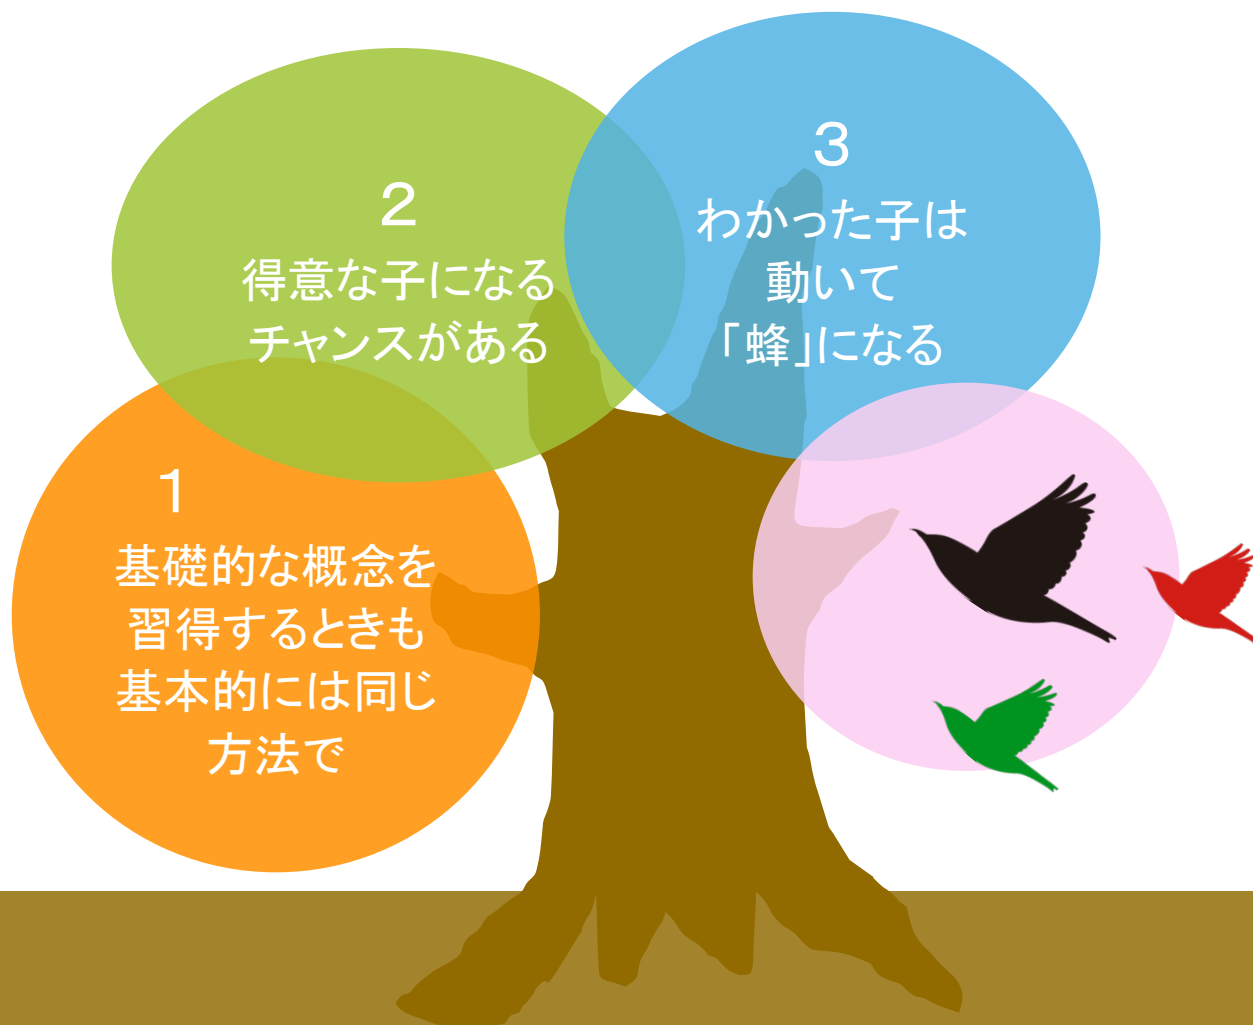 1
基礎的な概念を
習得するときも
基本的には同じ
方法で
2
得意な子になる
チャンスがある
3
わかった子は
動いて
「蜂」になる